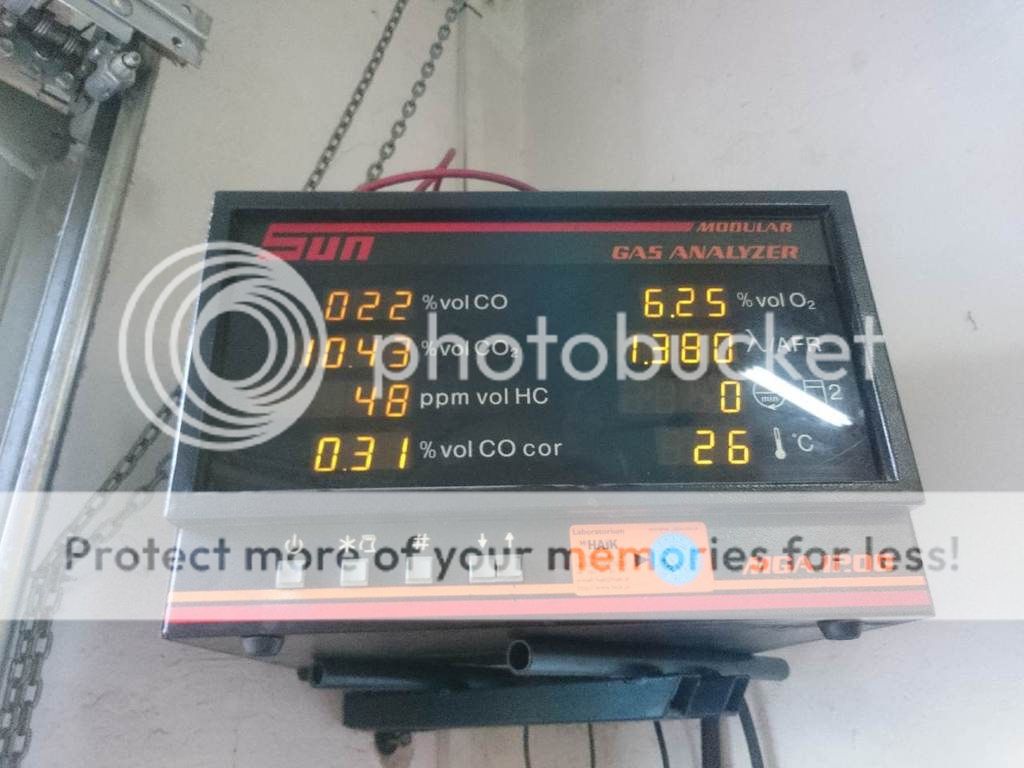 Sun MODULAR
GAS ANALYZER
022 %vol CO
6.25 %vol O₂
10.43 %vol CO₂
1.380 λ/AFR
48 ppm vol HC
0 min 2
0.31 %vol CO cor
26 °C
photobucket
Laboratorium
HAiK
Protect more of your memories for less!